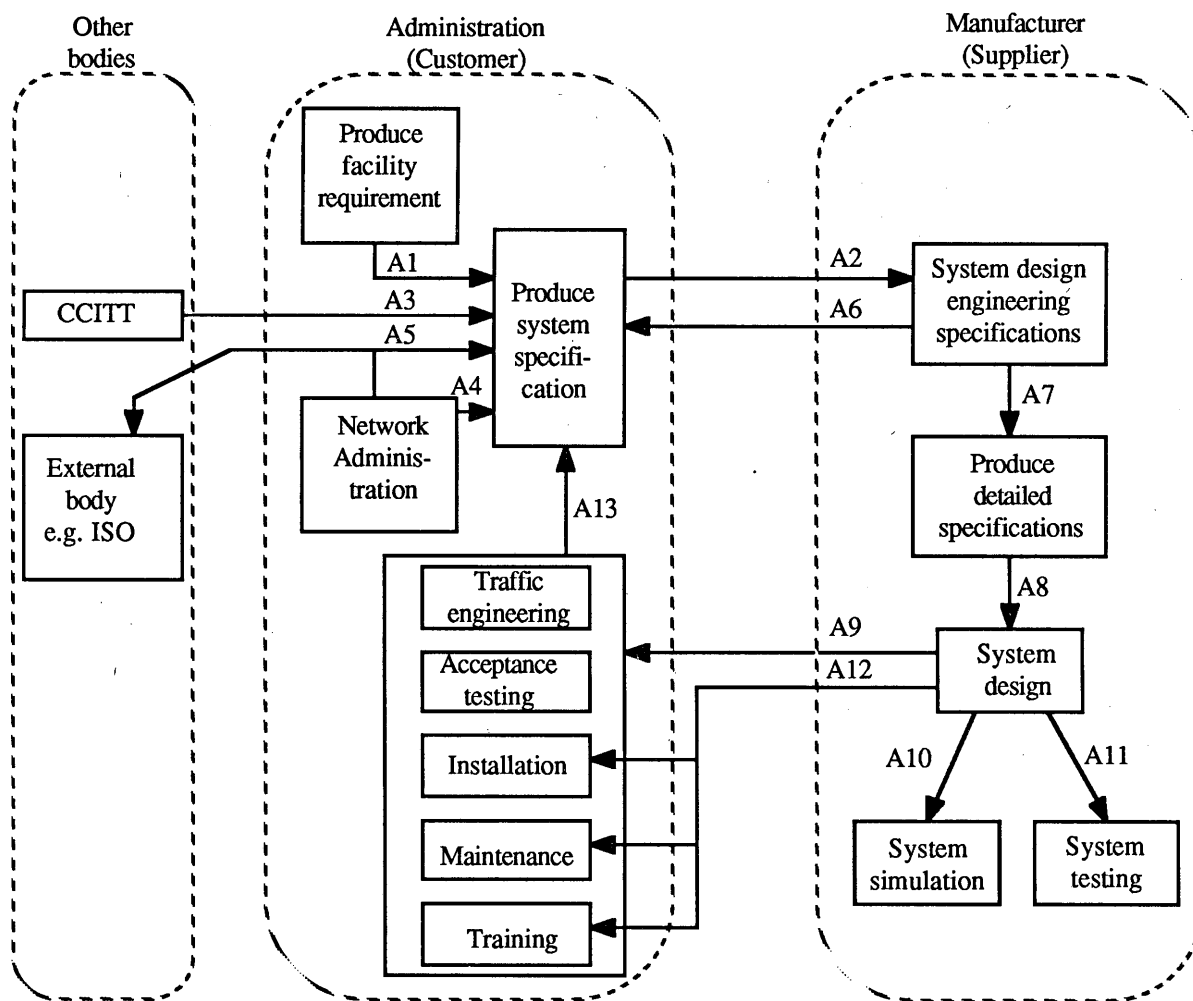 Other
bodies
Administration
(Customer)
Manufacturer
(Supplier)
Produce
facility
requirement
A1
CCITT
A3
A5
A4
Produce
system
specifi-
cation
A2
A6
System design
engineering
specifications
A7
External
body
e.g. ISO
Network
Adminis-
tration
A13
Produce
detailed
specifications
A8
Traffic
engineering
Acceptance
testing
Installation
Maintenance
Training
A9
A12
System
design
A10
A11
System
simulation
System
testing